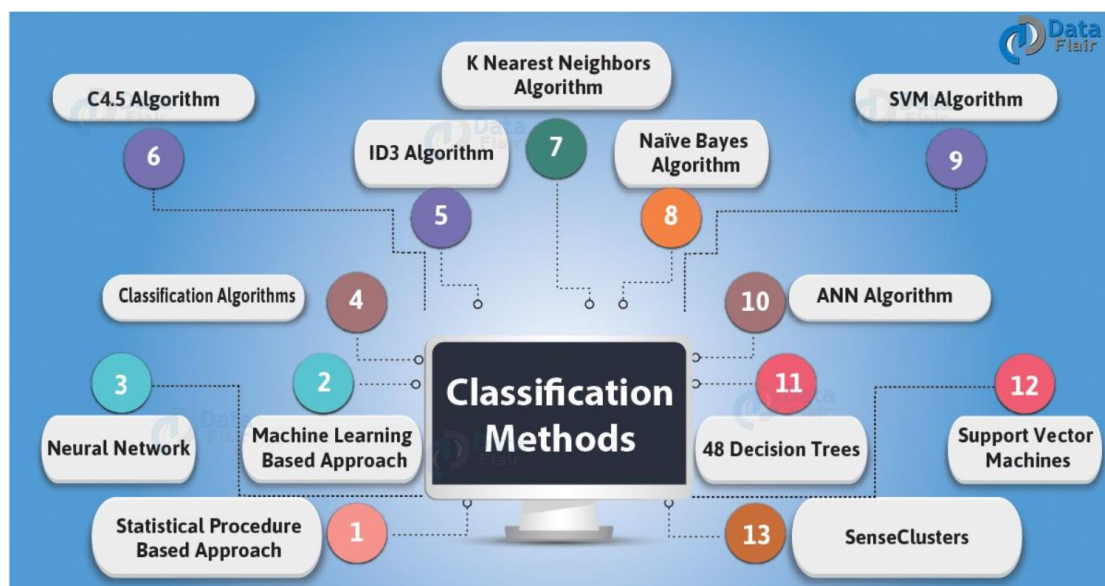 Data
Flair
K Nearest Neighbors
Algorithm
7
C4.5 Algorithm
6
ID3 Algorithm
5
Naïve Bayes
Algorithm
8
SVM Algorithm
9
Classification Algorithms
4
10
ANN Algorithm
3
Neural Network
2
Machine Learning
Based Approach
Classification
Methods
11
48 Decision Trees
12
Support Vector
Machines
Statistical Procedure
Based Approach
1
13
SenseClusters